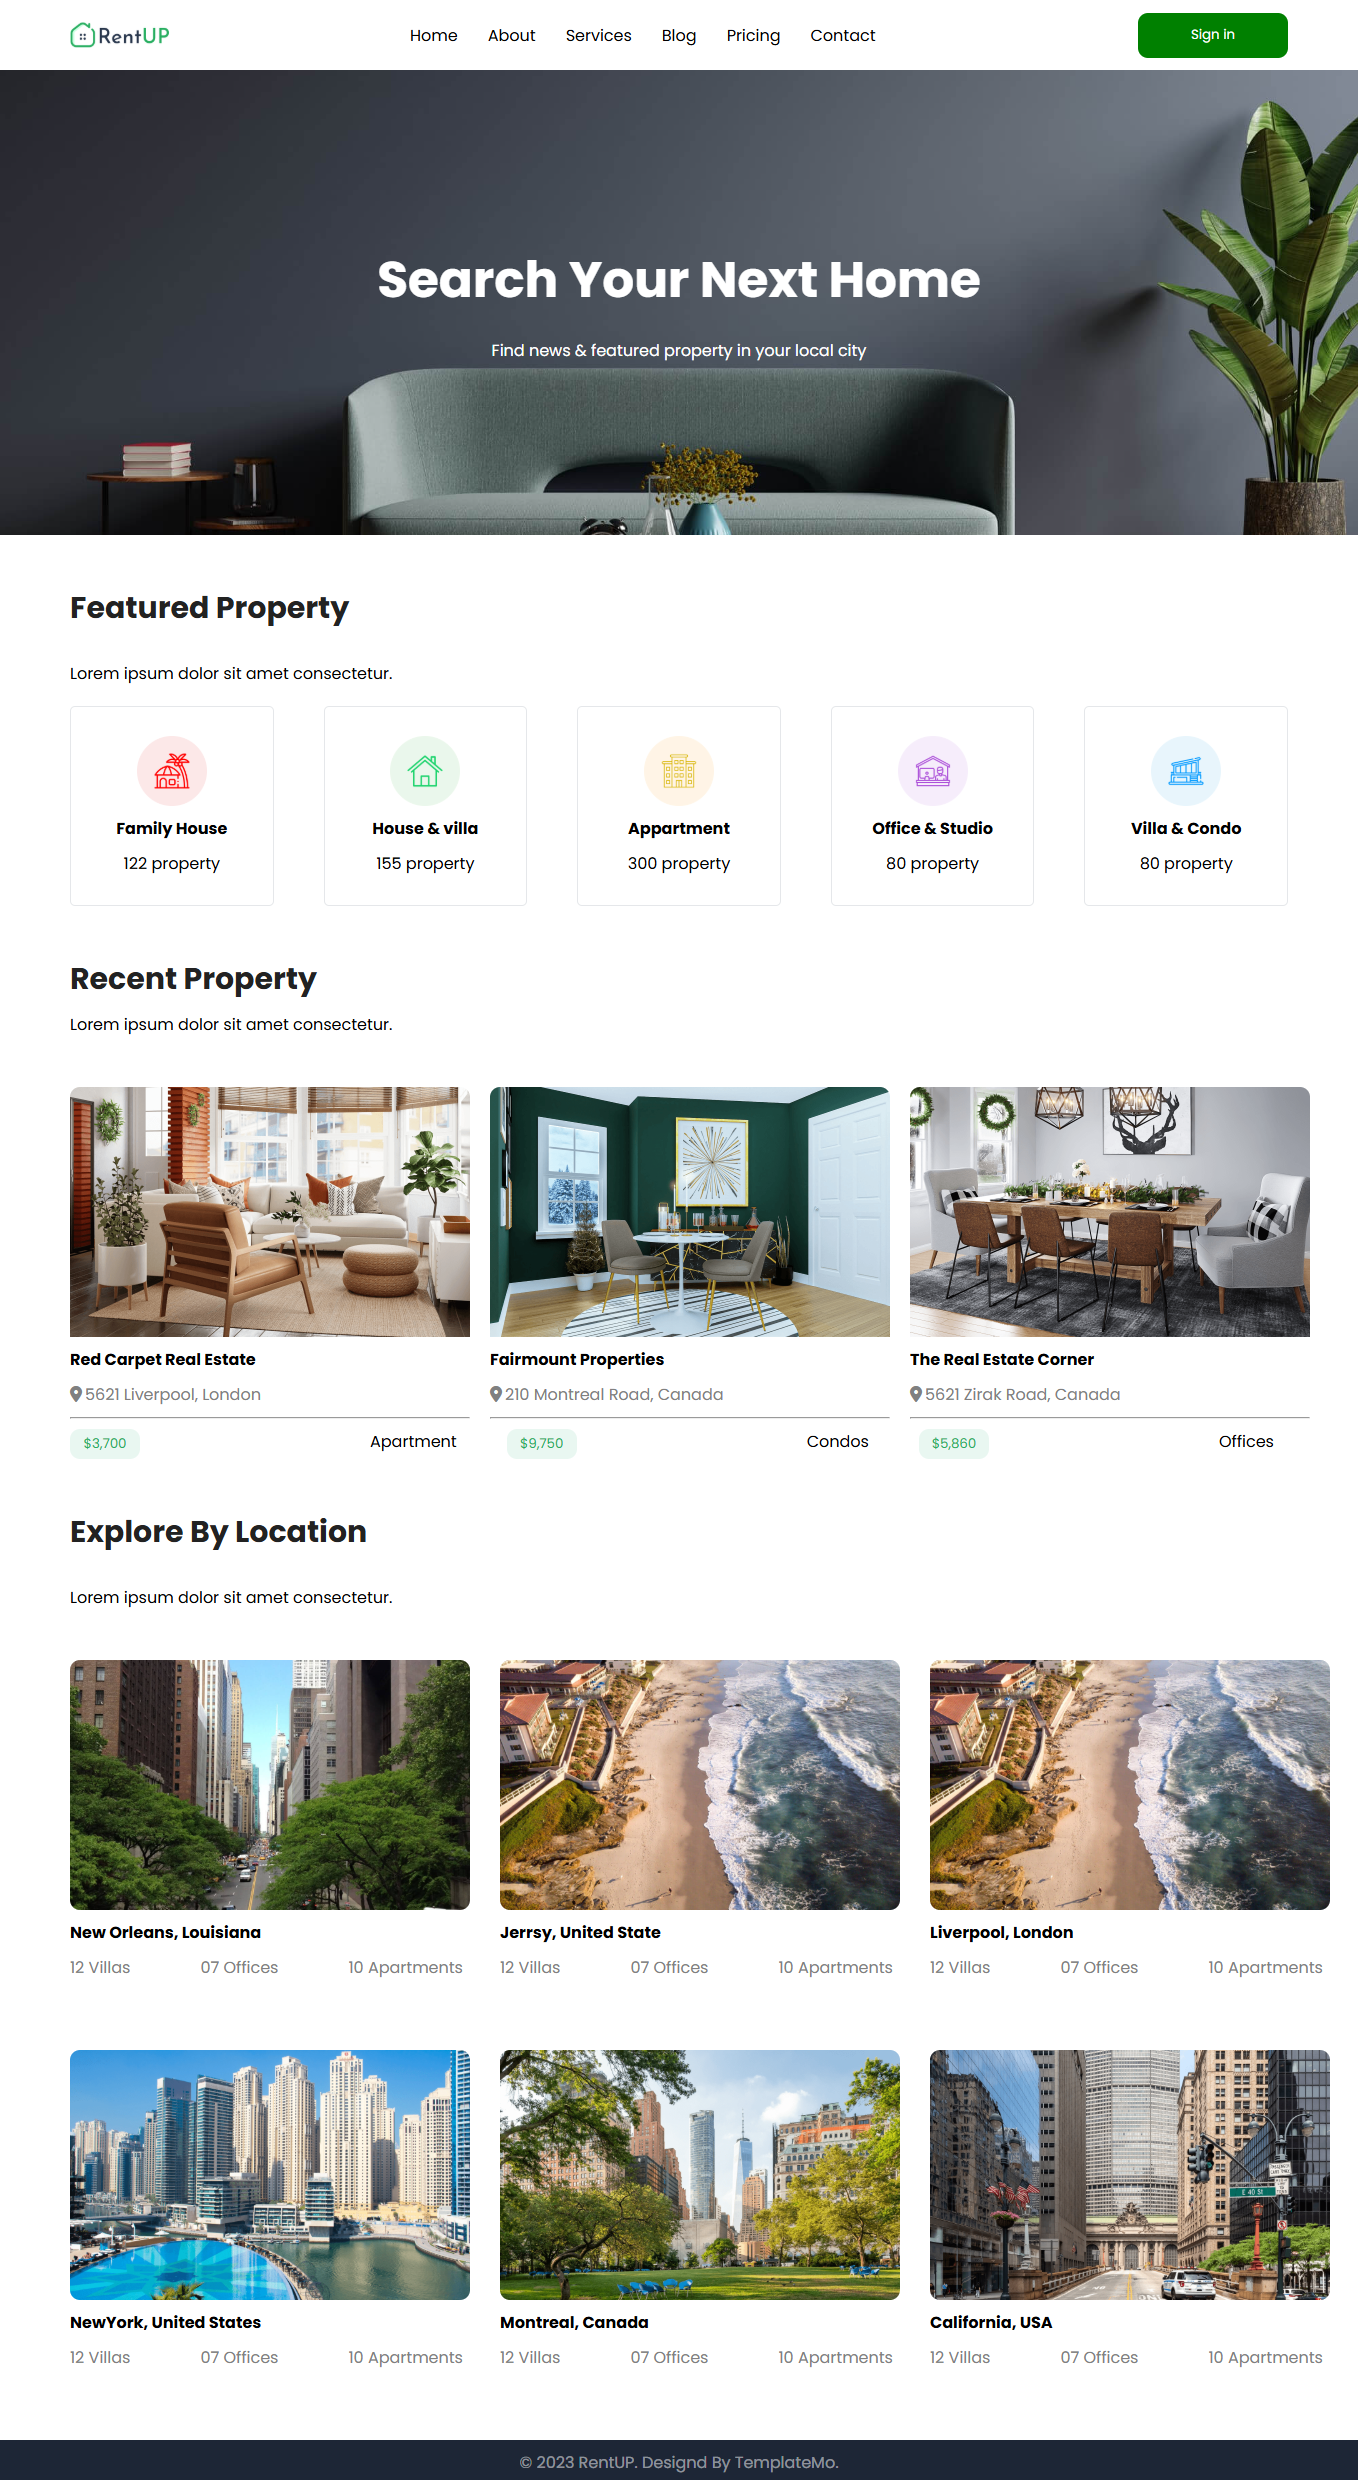 RentUP
Home About Services Blog Pricing Contact
Sign in
Search Your Next Home
Find news & featured property in your local city
Featured Property
Lorem ipsum dolor sit amet consectetur.
Family House House & villa Appartment Office & Studio Villa & Condo
122 property 155 property 300 property 80 property 80 property
Recent Property
Lorem ipsum dolor sit amet consectetur.
Red Carpet Real Estate Fairmount Properties The Real Estate Corner
5621 Liverpool, London 210 Montreal Road, Canada 5621 Zirak Road, Canada
$3,700 Apartment $9,750 Condos $5,860 Offices
Explore By Location
Lorem ipsum dolor sit amet consectetur.
New Orleans, Louisiana Jerrsy, United State Liverpool, London
12 Villas 07 Offices 10 Apartments 12 Villas 07 Offices 10 Apartments 12 Villas 07 Offices 10 Apartments
E 40 St
NewYork, United States Montreal, Canada California, USA
12 Villas 07 Offices 10 Apartments 12 Villas 07 Offices 10 Apartments 12 Villas 07 Offices 10 Apartments
© 2023 RentUP. Designd By TemplateMo.